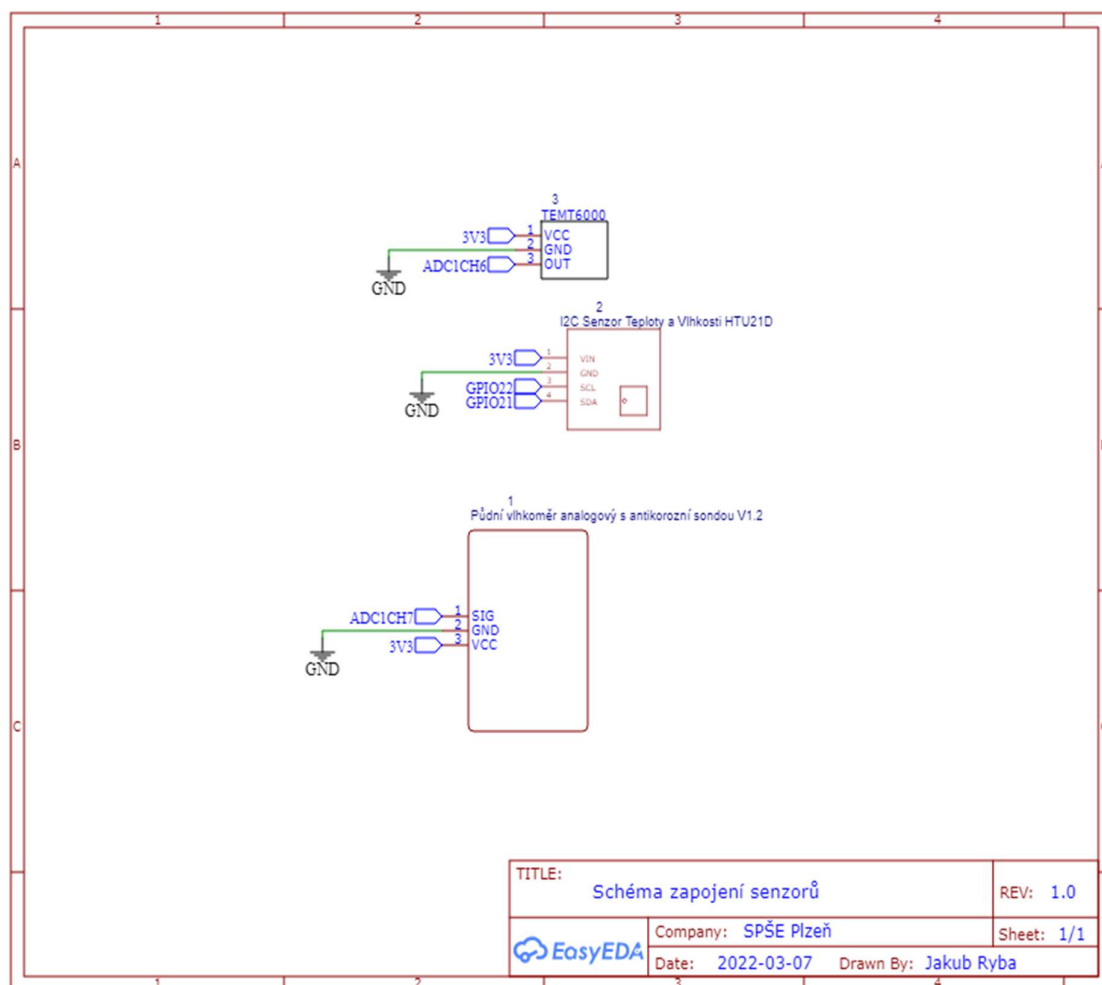 1 2 3 4
A
3
TEMT6000
3V3 1 VCC
2 GND
ADC1CH6 3 OUT
GND
2
I2C Senzor Teploty a Vlhkosti HTU21D
3V3 1 VIN
2 GND
GPIO22 3 SCL
GPIO21 4 SDA
GND
B
1
Půdní vlhkoměr analogový s antikorozní sondou V1.2
ADC1CH7 1 SIG
2 GND
3V3 3 VCC
GND
C
TITLE:
Schéma zapojení senzorů
REV: 1.0
EasyEDA
Company: SPŠE Plzeň
Sheet: 1/1
Date: 2022-03-07 Drawn By: Jakub Ryba
1 2 3 4